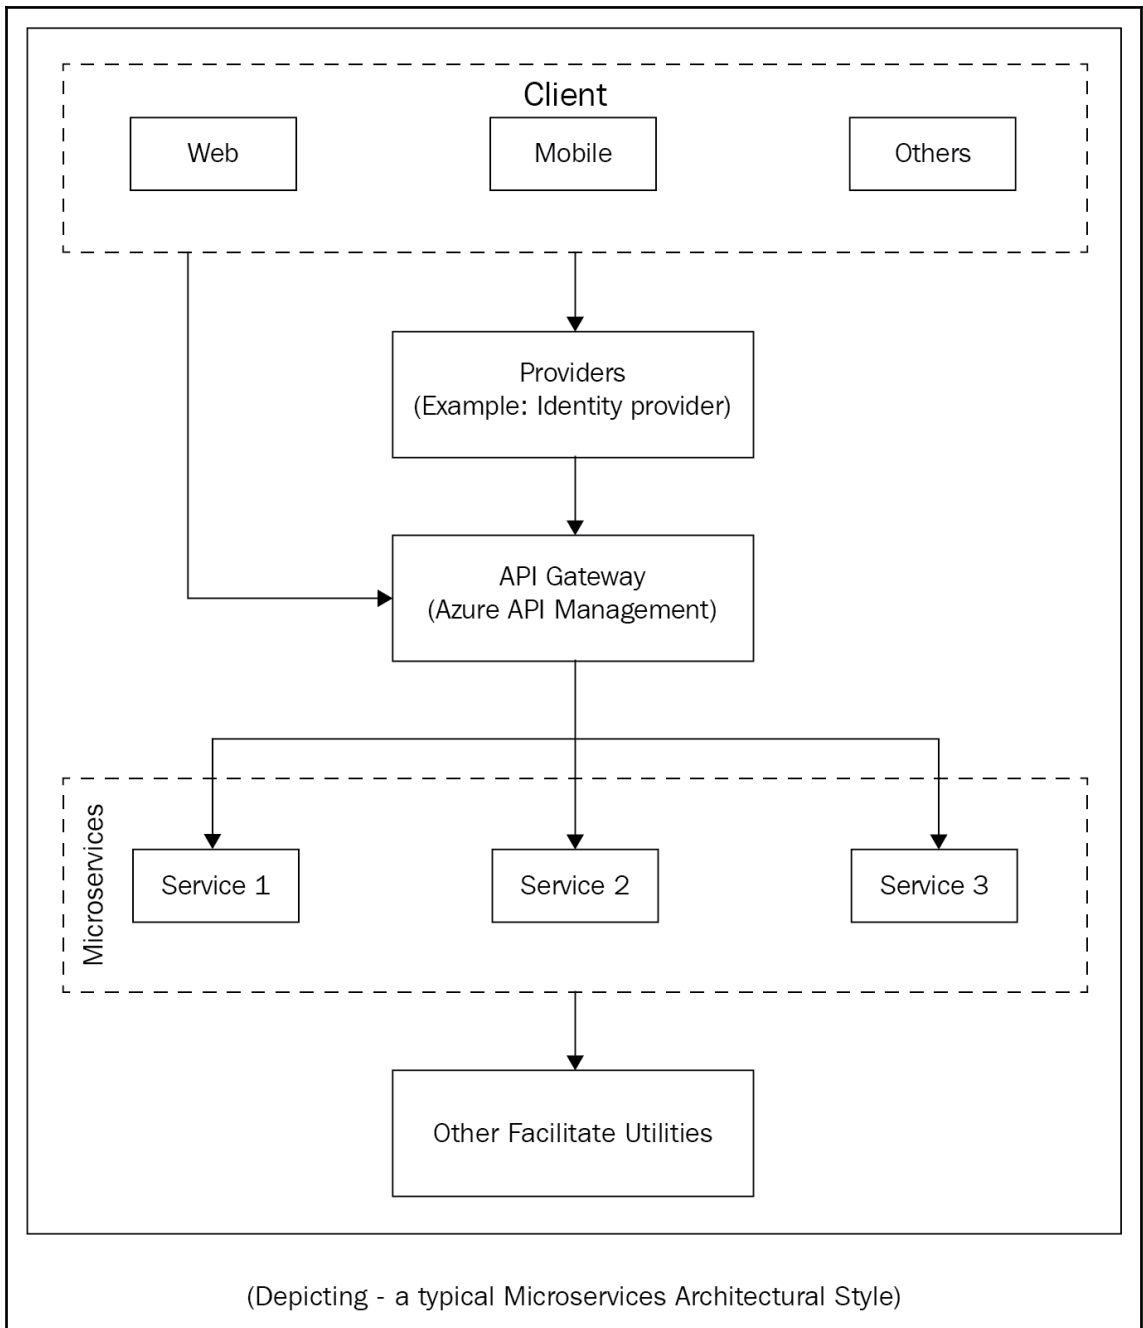 Client
Web
Mobile
Others
Providers
(Example: Identity provider)
API Gateway
(Azure API Management)
Microservices
Service 1
Service 2
Service 3
Other Facilitate Utilities
(Depicting - a typical Microservices Architectural Style)